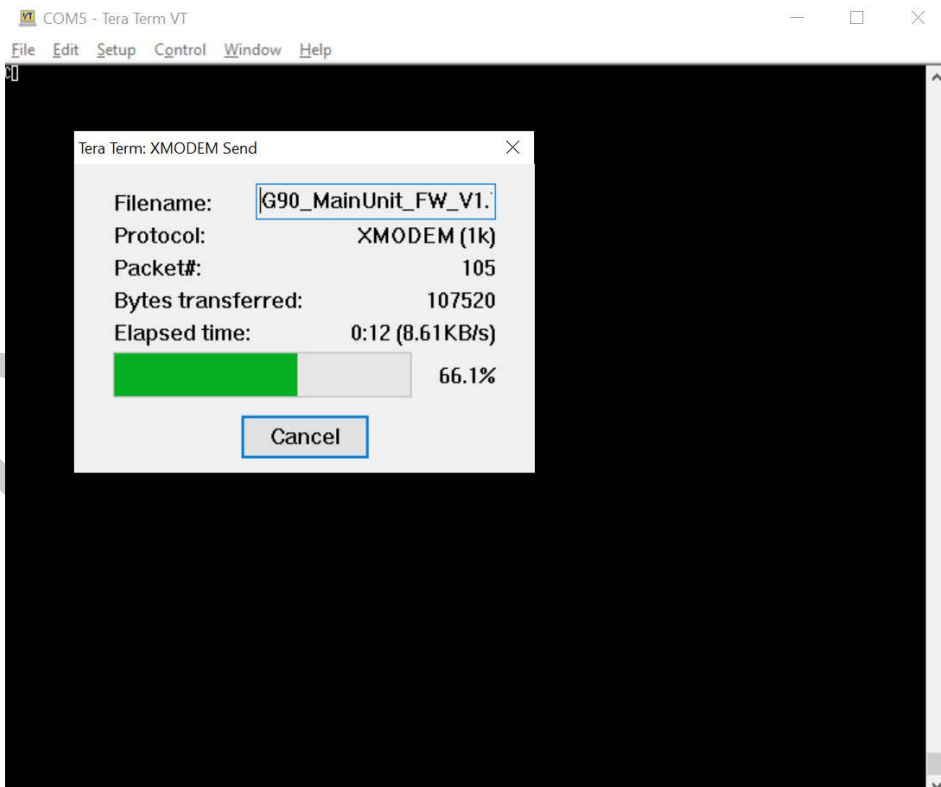 COM5 - Tera Term VT
File Edit Setup Control Window Help
C
Tera Term: XMODEM Send
Filename: G90_MainUnit_FW_V1.
Protocol: XMODEM (1k)
Packet#: 105
Bytes transferred: 107520
Elapsed time: 0:12 (8.61KB/s)
66.1%
Cancel